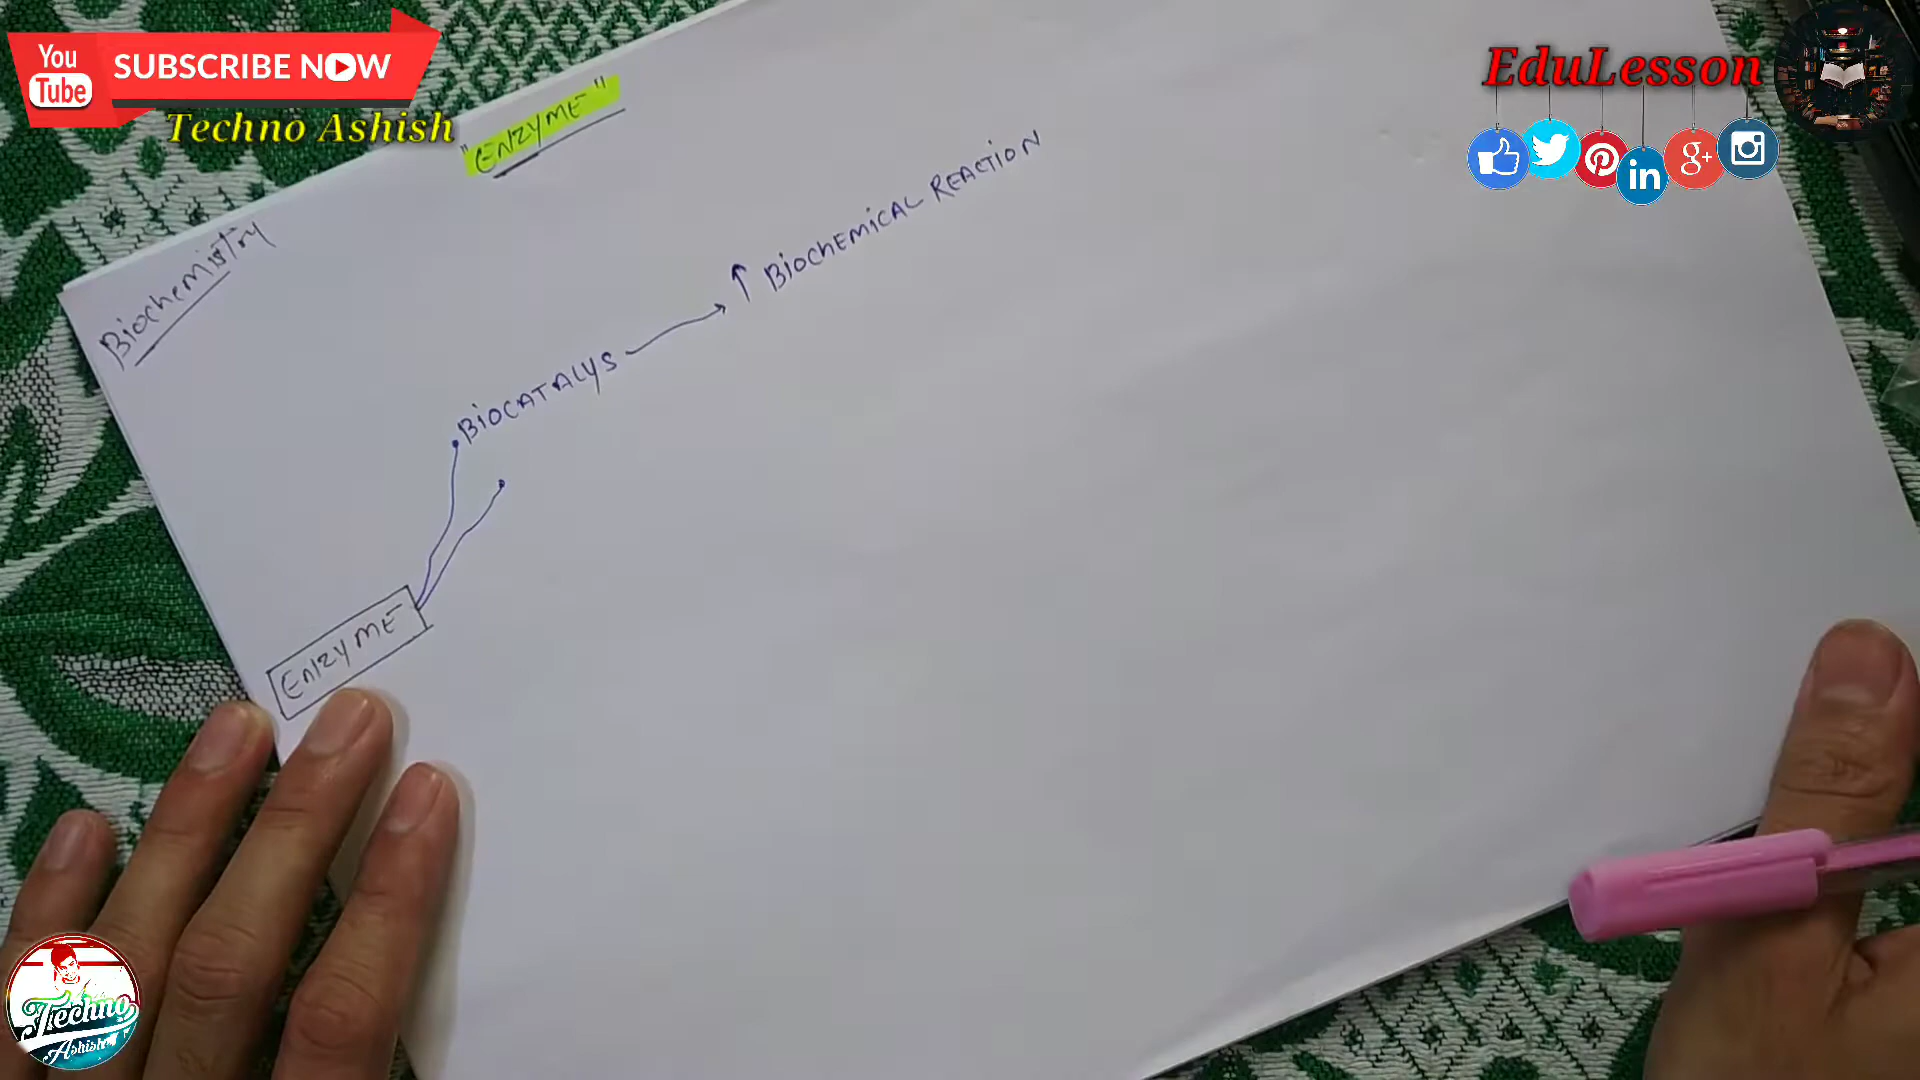 You
Tube
SUBSCRIBE NOW
Techno Ashish
EduLesson
"ENZYME"
Biochemistry
↑ BiOChEMiCAL REACTiON
BiOCATALYS
ENZYME
Techno
Ashish